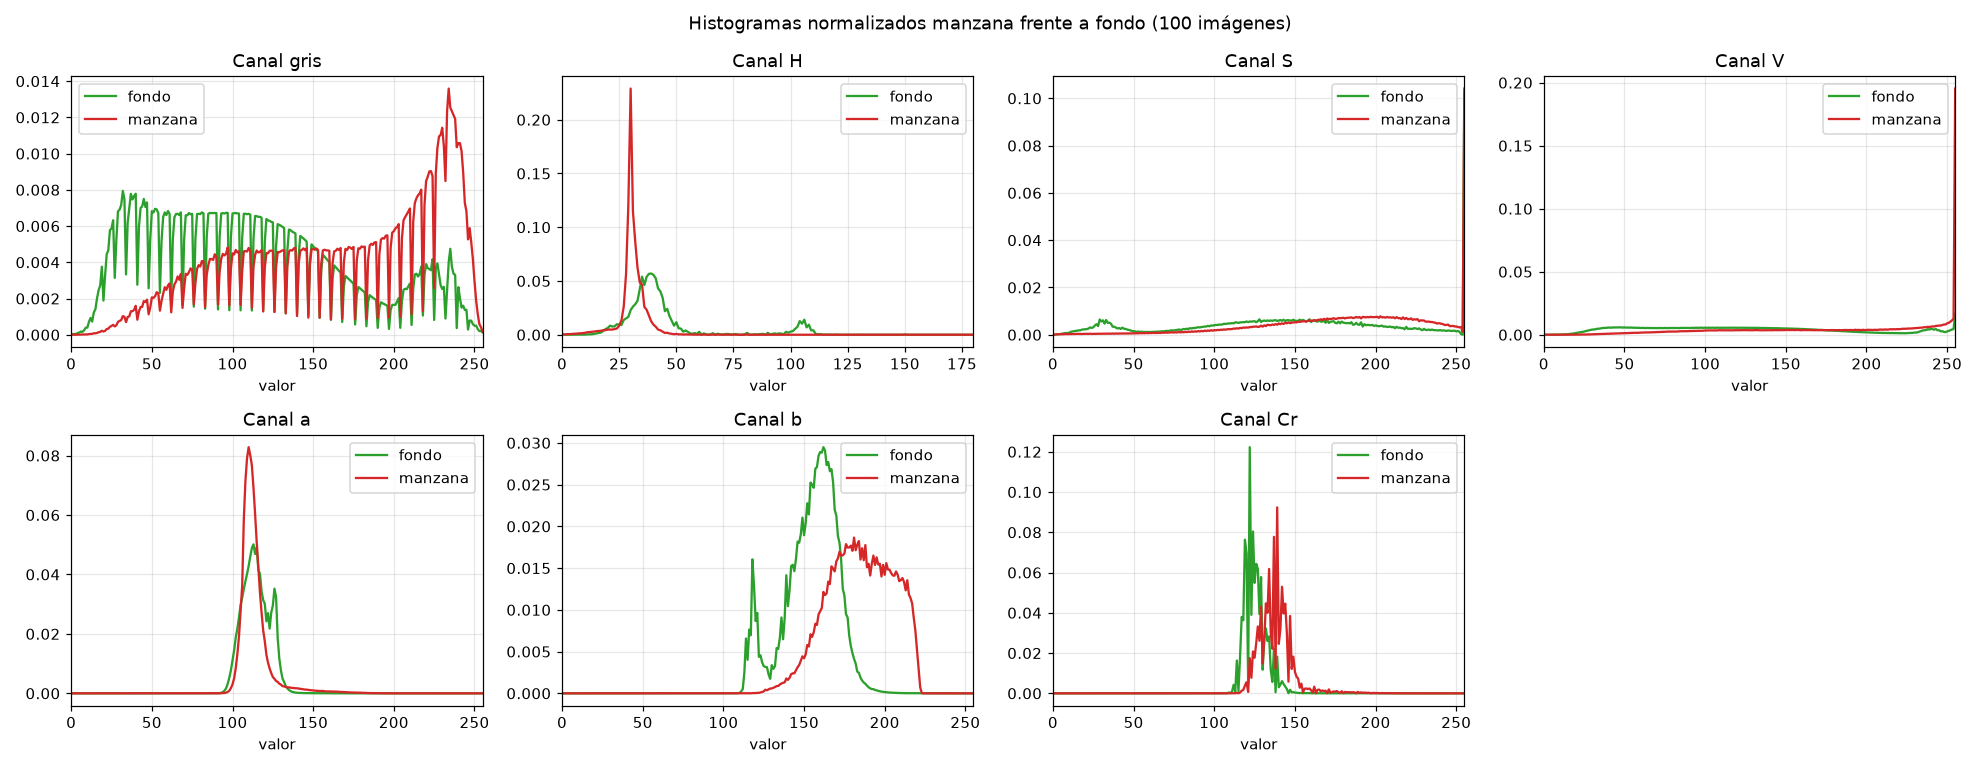 Histogramas normalizados manzana frente a fondo (100 imágenes)
Canal gris
0.014
0.012
0.010
0.008
0.006
0.004
0.002
0.000
0 50 100 150 200 250
valor
fondo
manzana
Canal H
0.20
0.15
0.10
0.05
0.00
0 25 50 75 100 125 150 175
valor
fondo
manzana
Canal S
0.10
0.08
0.06
0.04
0.02
0.00
0 50 100 150 200 250
valor
fondo
manzana
Canal V
0.20
0.15
0.10
0.05
0.00
0 50 100 150 200 250
valor
fondo
manzana
Canal a
0.08
0.06
0.04
0.02
0.00
0 50 100 150 200 250
valor
fondo
manzana
Canal b
0.030
0.025
0.020
0.015
0.010
0.005
0.000
0 50 100 150 200 250
valor
fondo
manzana
Canal Cr
0.12
0.10
0.08
0.06
0.04
0.02
0.00
0 50 100 150 200 250
valor
fondo
manzana